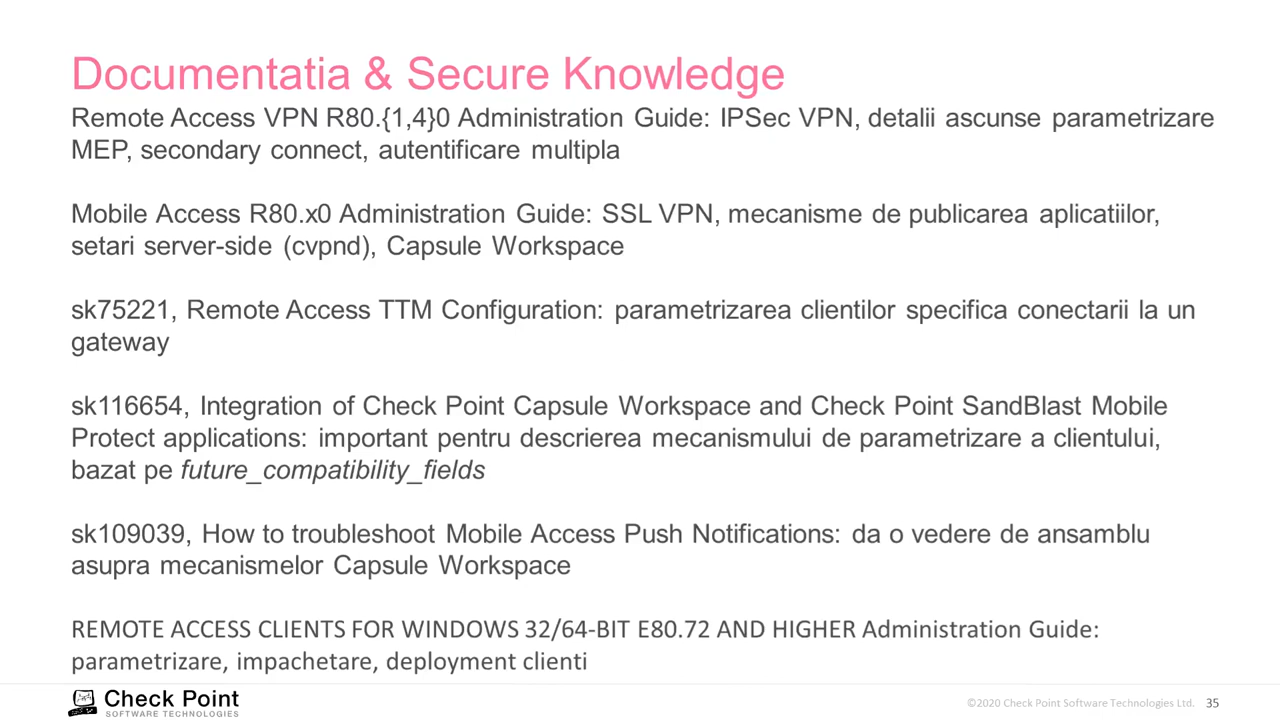 Documentatia & Secure Knowledge
Remote Access VPN R80.{1,4}0 Administration Guide: IPSec VPN, detalii ascunse parametrizare
MEP, secondary connect, autentificare multipla
Mobile Access R80.x0 Administration Guide: SSL VPN, mecanisme de publicarea aplicatiilor,
setari server-side (cvpnd), Capsule Workspace
sk75221, Remote Access TTM Configuration: parametrizarea clientilor specifica conectarii la un
gateway
sk116654, Integration of Check Point Capsule Workspace and Check Point SandBlast Mobile
Protect applications: important pentru descrierea mecanismului de parametrizare a clientului,
bazat pe future_compatibility_fields
sk109039, How to troubleshoot Mobile Access Push Notifications: da o vedere de ansamblu
asupra mecanismelor Capsule Workspace
REMOTE ACCESS CLIENTS FOR WINDOWS 32/64-BIT E80.72 AND HIGHER Administration Guide:
parametrizare, impachetare, deployment clienti
Check Point
SOFTWARE TECHNOLOGIES
©2020 Check Point Software Technologies Ltd. 35